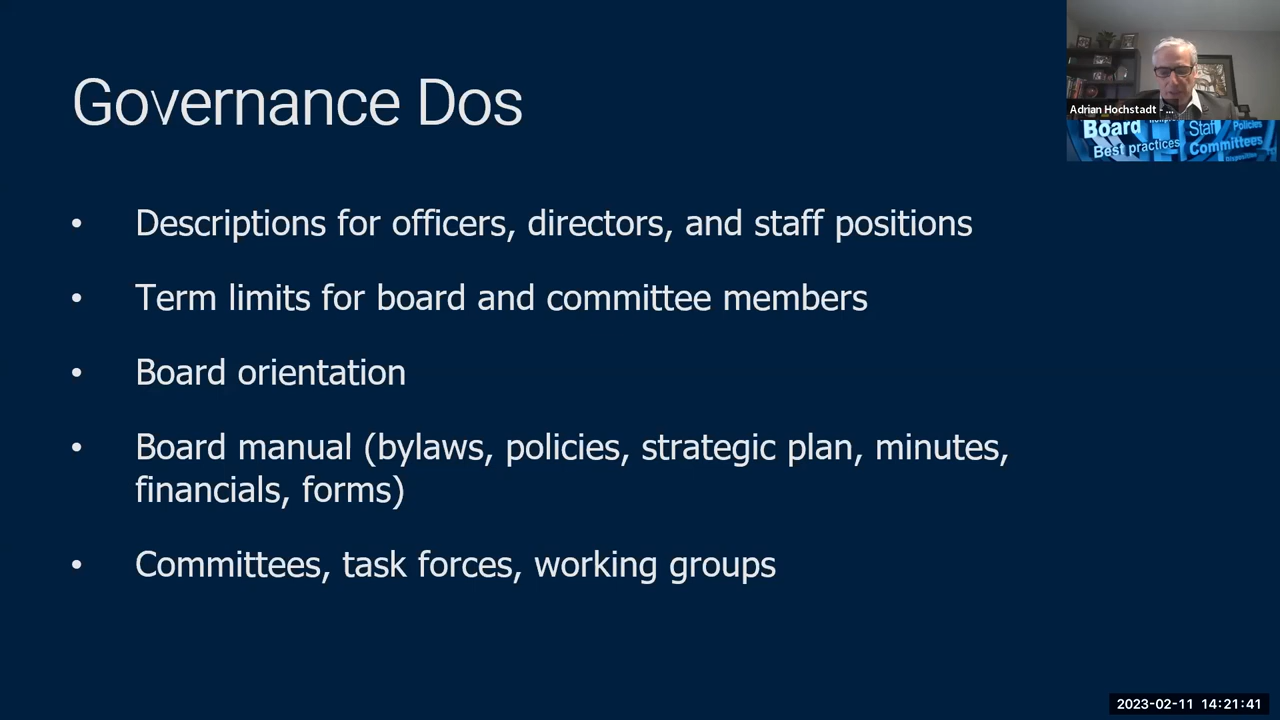 Governance Dos
• Descriptions for officers, directors, and staff positions
• Term limits for board and committee members
• Board orientation
• Board manual (bylaws, policies, strategic plan, minutes,
financials, forms)
• Committees, task forces, working groups
Adrian Hochstadt - ...
Board Staff Policies
Best practices Committees
2023-02-11 14:21:41